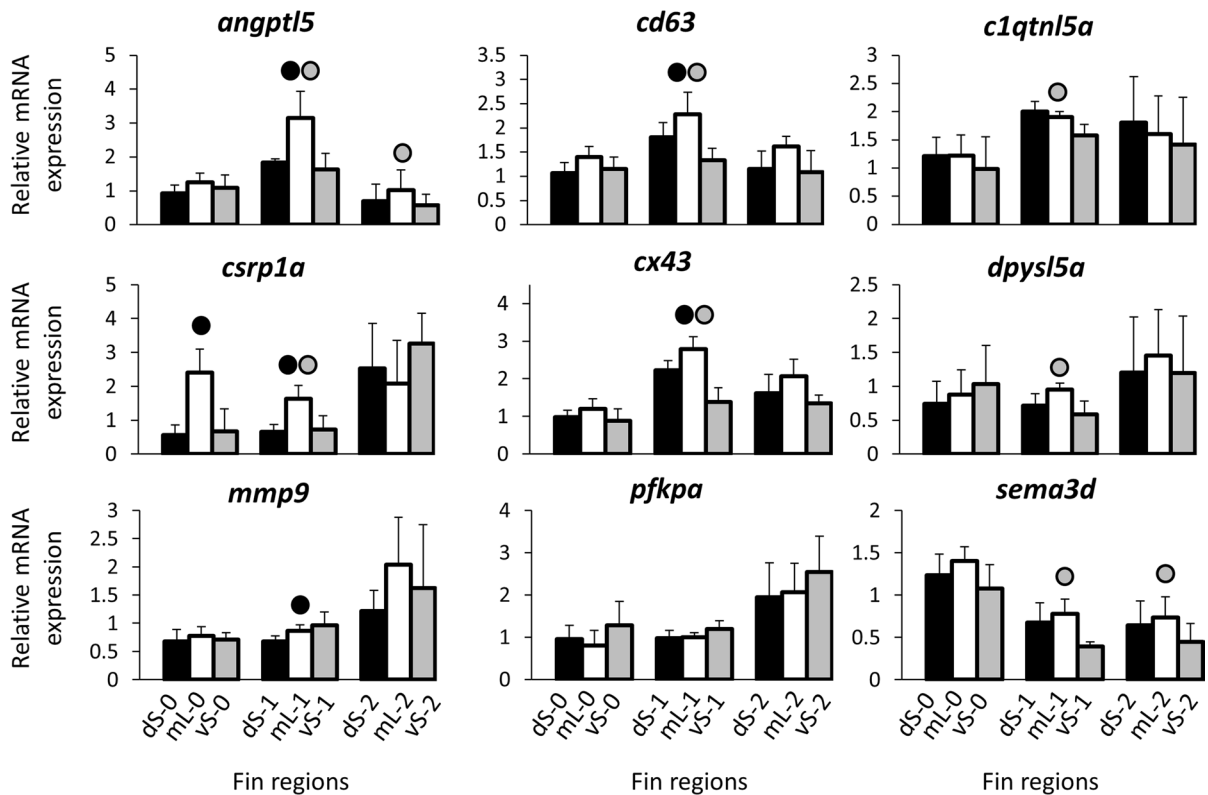 angptl5
cd63
c1qtnl5a
Relative mRNA
expression
5
4
3
2
1
0
3.5
3
2.5
2
1.5
1
0.5
0
3
2.5
2
1.5
1
0.5
0
csrp1a
cx43
dpysl5a
Relative mRNA
expression
5
4
3
2
1
0
4
3
2
1
0
2.5
2
1.5
1
0.5
0
mmp9
pfkpa
sema3d
Relative mRNA
expression
3
2.5
2
1.5
1
0.5
0
4
2
1
0
2
1.5
1
0.5
0
dS-0
mL-0
vS-0
dS-1
mL-1
vS-1
dS-2
mL-2
vS-2
dS-0
mL-0
vS-0
dS-1
mL-1
vS-1
dS-2
mL-2
vS-2
dS-0
mL-0
vS-0
dS-1
mL-1
vS-1
dS-2
mL-2
vS-2
Fin regions
Fin regions
Fin regions